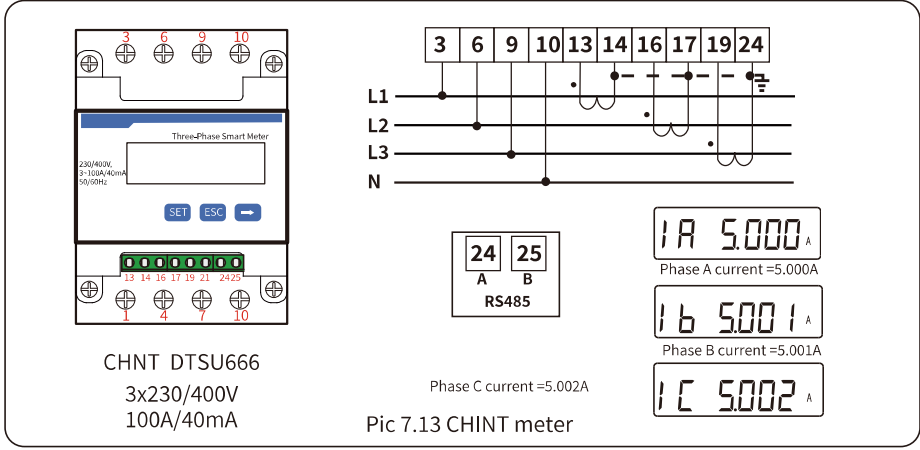 3 6 9 10
Three-Phase Smart Meter
230/400V,
3~100A/40mA
50/60Hz
SET ESC
13 14 16 17 19 21 24 25
1 4 7 10
CHNT DTSU666
3x230/400V
100A/40mA
3 6 9 10 13 14 16 17 19 24
L1
L2
L3
N
24 25
A B
RS485
1A 5.000 A
Phase A current =5.000A
1b 5.001 A
Phase B current =5.001A
Phase C current =5.002A
1C 5.002 A
Pic 7.13 CHINT meter